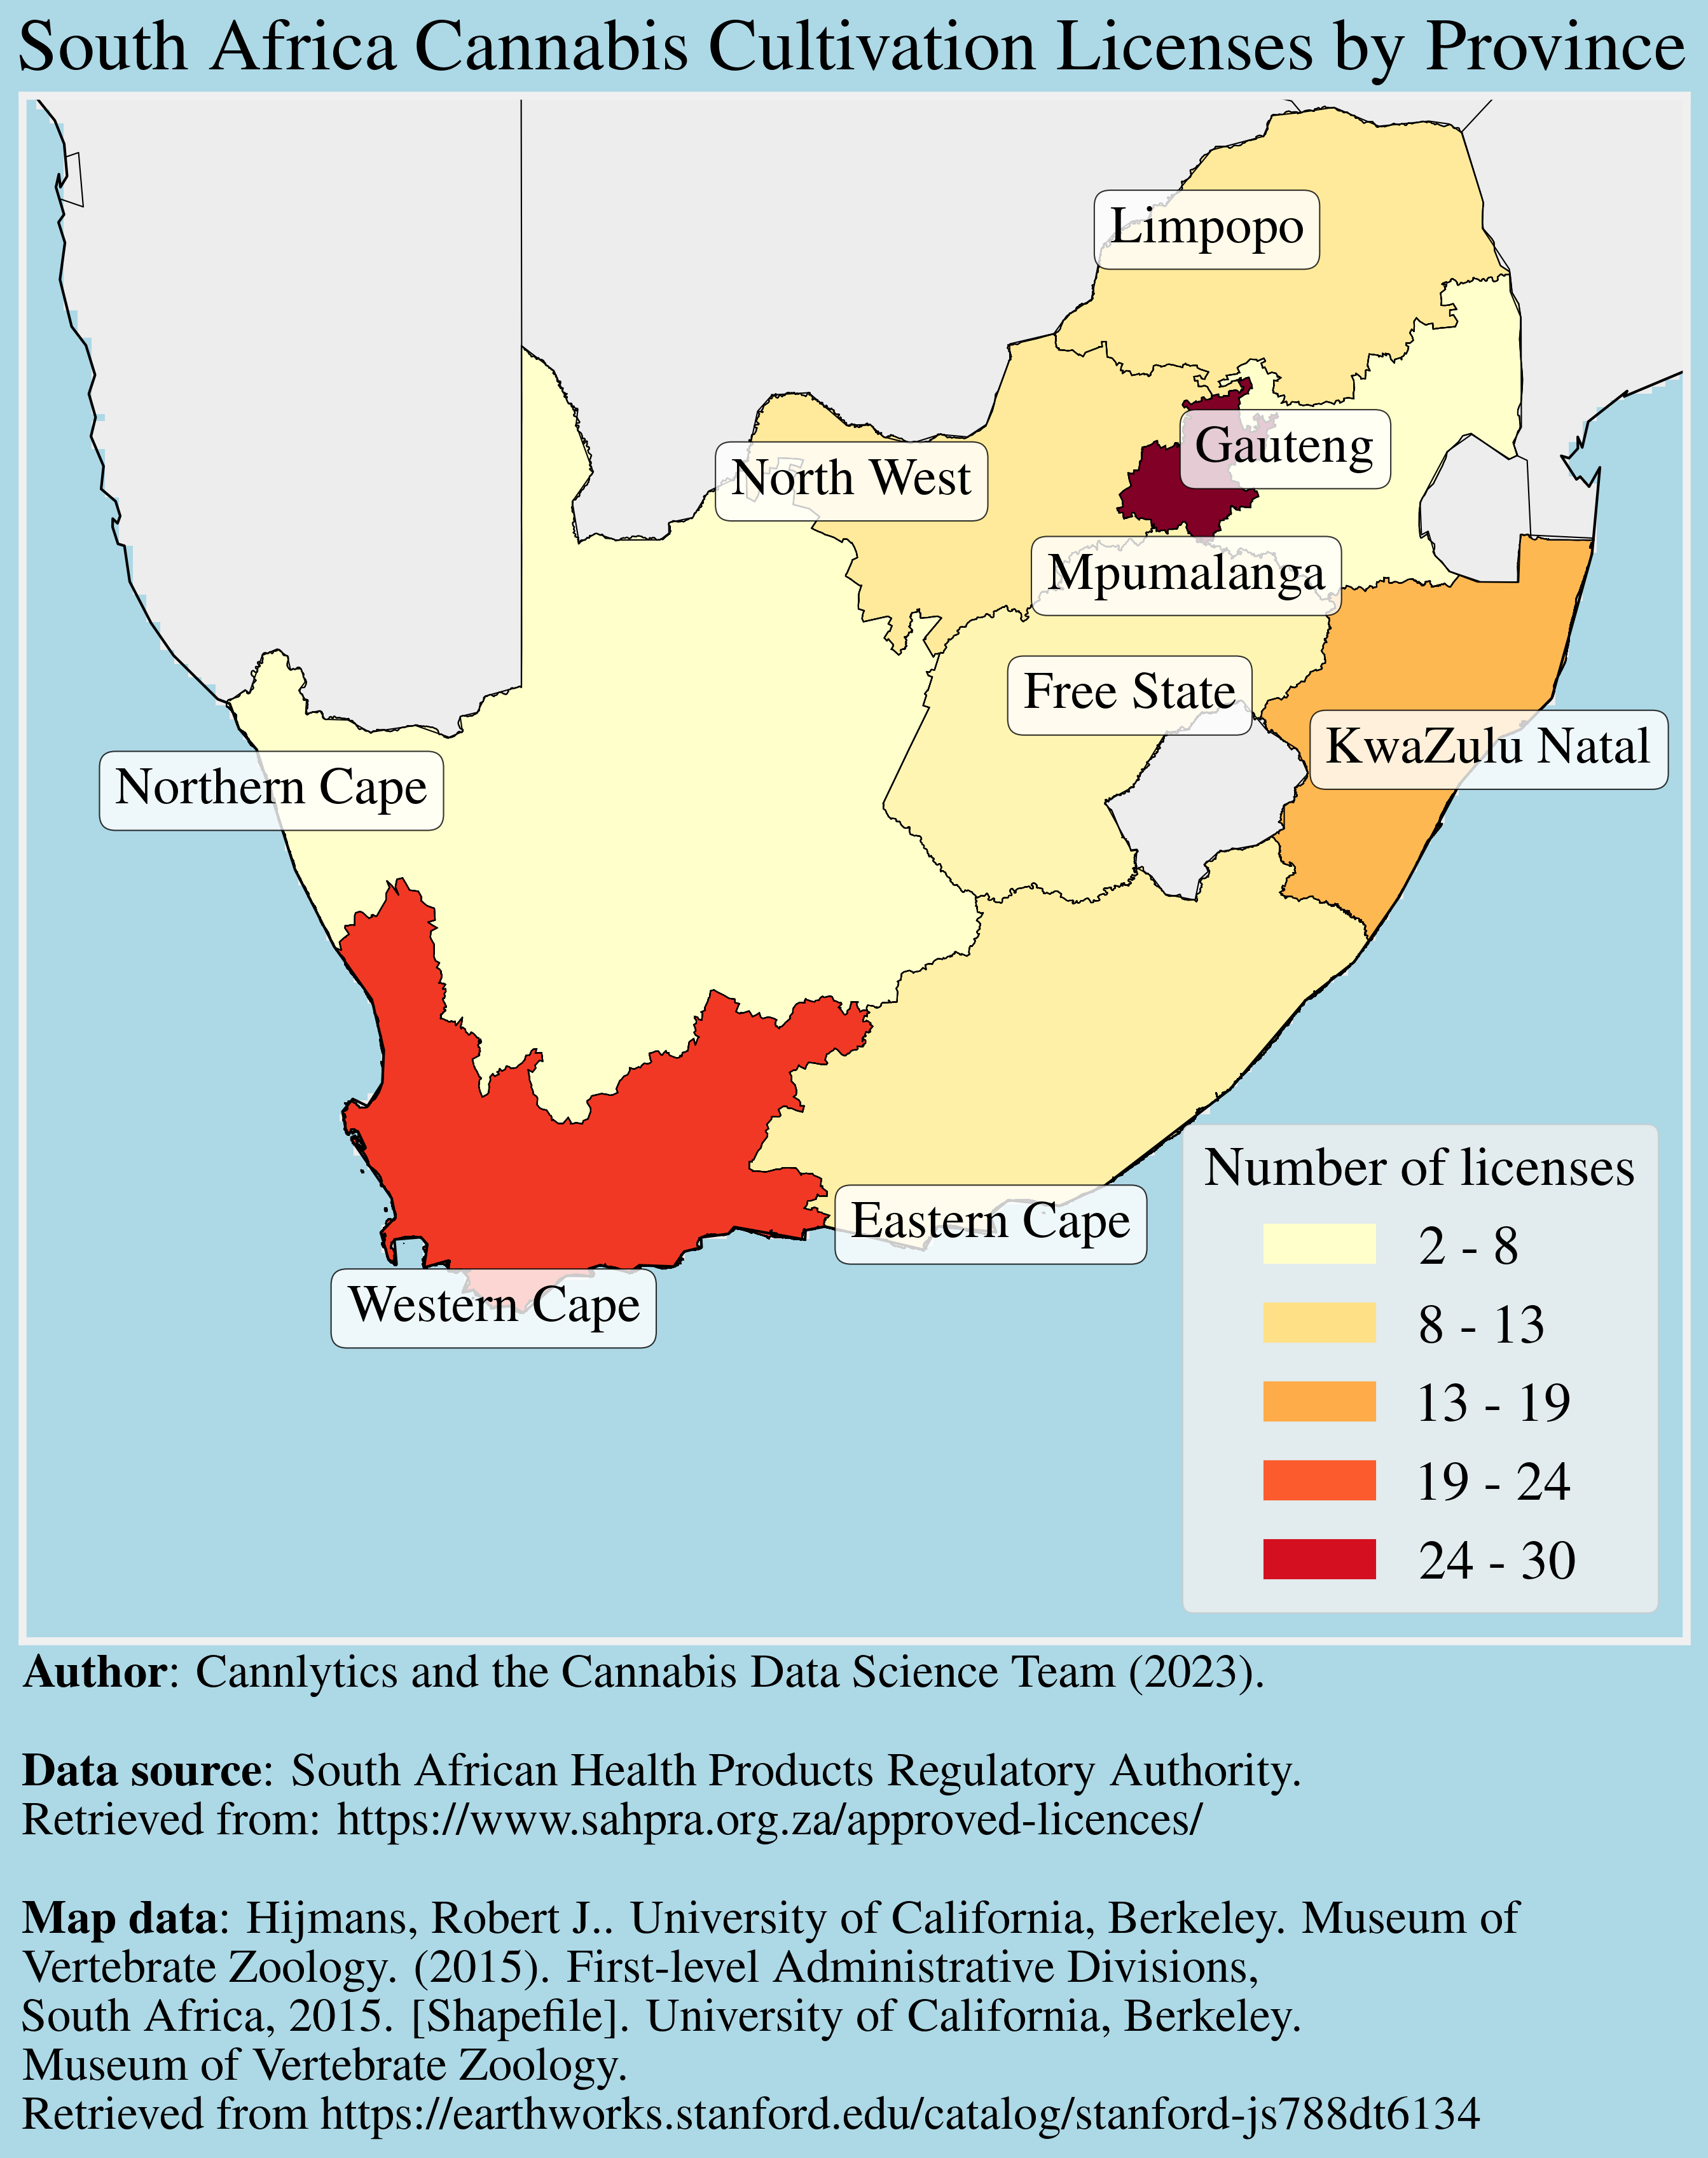 South Africa Cannabis Cultivation Licenses by Province
Limpopo
Gauteng
North West
Mpumalanga
Free State
KwaZulu Natal
Northern Cape
Eastern Cape
Western Cape
Number of licenses
2 - 8
8 - 13
13 - 19
19 - 24
24 - 30
Author: Cannlytics and the Cannabis Data Science Team (2023).
Data source: South African Health Products Regulatory Authority.
Retrieved from: https://www.sahpra.org.za/approved-licences/
Map data: Hijmans, Robert J.. University of California, Berkeley. Museum of
Vertebrate Zoology. (2015). First-level Administrative Divisions,
South Africa, 2015. [Shapefile]. University of California, Berkeley.
Museum of Vertebrate Zoology.
Retrieved from https://earthworks.stanford.edu/catalog/stanford-js788dt6134